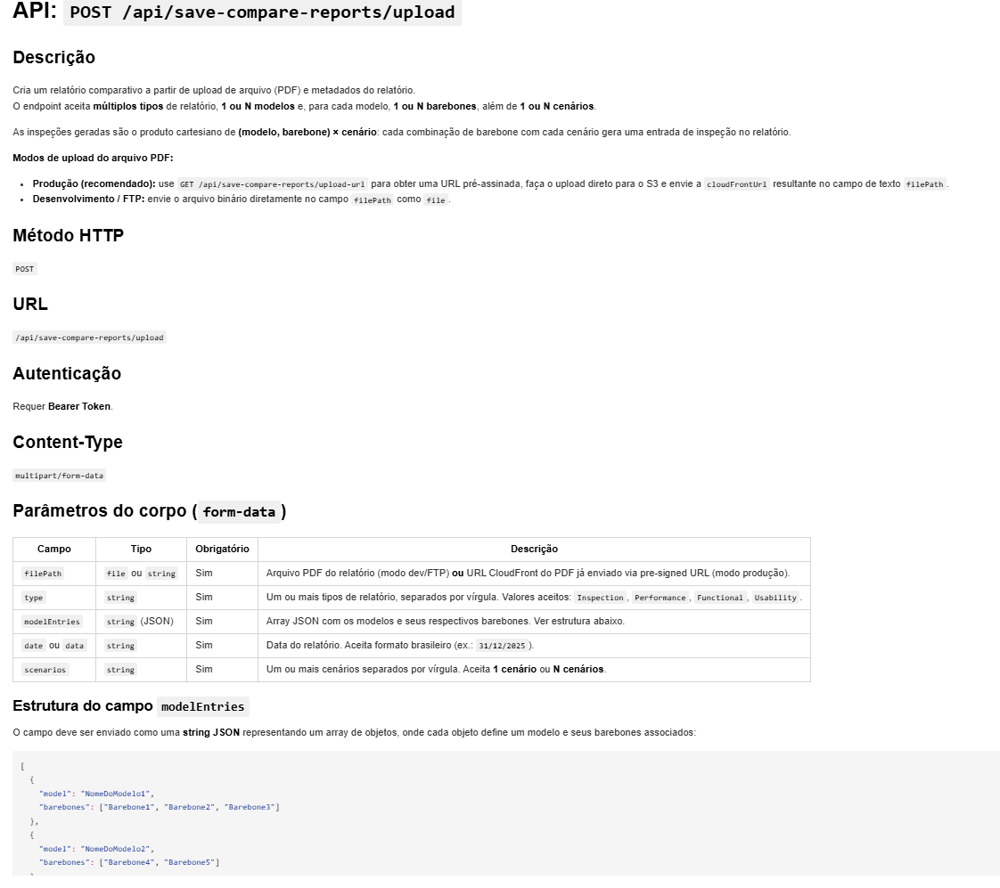 API: POST /api/save-compare-reports/upload
Descrição
Cria um relatório comparativo a partir de upload de arquivo (PDF) e metadados do relatório.
O endpoint aceita múltiplos tipos de relatório, 1 ou N modelos e, para cada modelo, 1 ou N barebones, além de 1 ou N cenários.
As inspeções geradas são o produto cartesiano de (modelo, barebone) × cenário: cada combinação de barebone com cada cenário gera uma entrada de inspeção no relatório.
Modos de upload do arquivo PDF:
• Produção (recomendado): use GET /api/save-compare-reports/upload-url para obter uma URL pré-assinada, faça o upload direto para o S3 e envie a cloudFrontUrl resultante no campo de texto filePath.
• Desenvolvimento / FTP: envie o arquivo binário diretamente no campo filePath como file.
Método HTTP
POST
URL
/api/save-compare-reports/upload
Autenticação
Requer Bearer Token.
Content-Type
multipart/form-data
Parâmetros do corpo (form-data)
Campo Tipo Obrigatório Descrição
filePath file ou string Sim Arquivo PDF do relatório (modo dev/FTP) ou URL CloudFront do PDF já enviado via pre-signed URL (modo produção).
type string Sim Um ou mais tipos de relatório, separados por vírgula. Valores aceitos: Inspection, Performance, Functional, Usability.
modelEntries string (JSON) Sim Array JSON com os modelos e seus respectivos barebones. Ver estrutura abaixo.
date ou data string Sim Data do relatório. Aceita formato brasileiro (ex.: 31/12/2025).
scenarios string Sim Um ou mais cenários separados por vírgula. Aceita 1 cenário ou N cenários.
Estrutura do campo modelEntries
O campo deve ser enviado como uma string JSON representando um array de objetos, onde cada objeto define um modelo e seus barebones associados:
[
{
"model": "NomeDoModelo1",
"barebones": ["Barebone1", "Barebone2", "Barebone3"]
},
{
"model": "NomeDoModelo2",
"barebones": ["Barebone4", "Barebone5"]